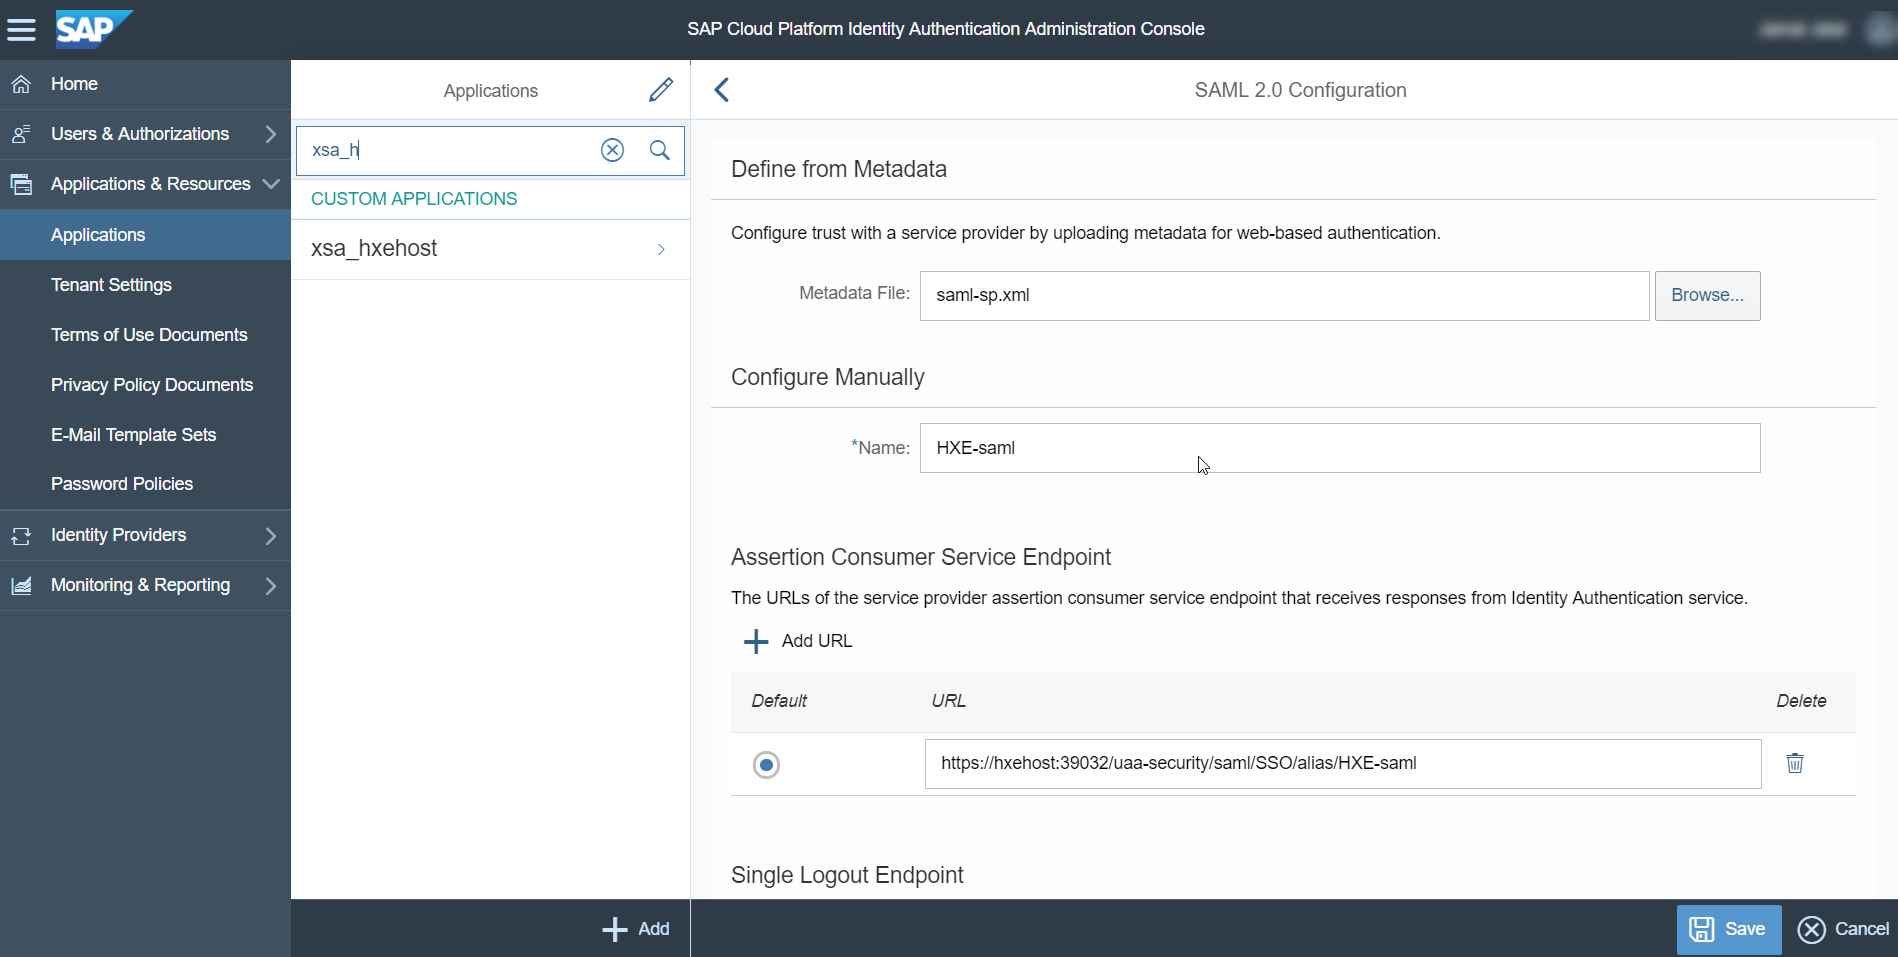 SAP
SAP Cloud Platform Identity Authentication Administration Console
Home
Users & Authorizations
Applications & Resources
Applications
Tenant Settings
Terms of Use Documents
Privacy Policy Documents
E-Mail Template Sets
Password Policies
Identity Providers
Monitoring & Reporting
Applications
xsa_h
CUSTOM APPLICATIONS
xsa_hxehost
Add
SAML 2.0 Configuration
Define from Metadata
Configure trust with a service provider by uploading metadata for web-based authentication.
Metadata File: saml-sp.xml Browse...
Configure Manually
*Name: HXE-saml
Assertion Consumer Service Endpoint
The URLs of the service provider assertion consumer service endpoint that receives responses from Identity Authentication service.
Add URL
Default URL Delete
https://hxehost:39032/uaa-security/saml/SSO/alias/HXE-saml
Single Logout Endpoint
Save Cancel